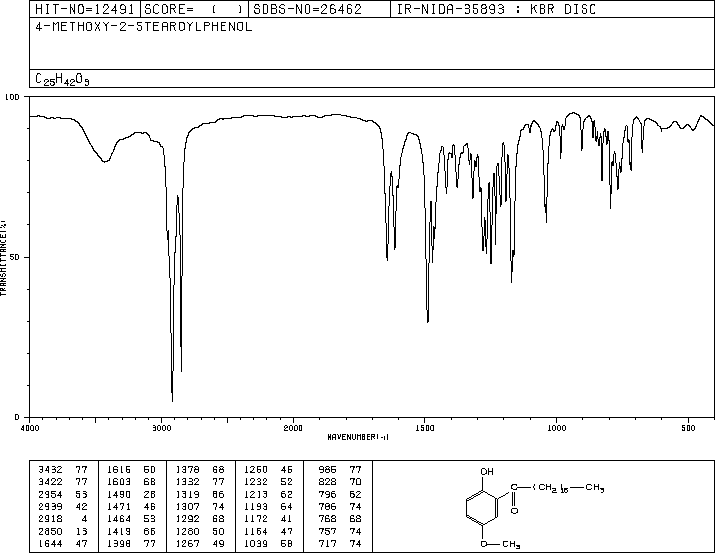 HIT-NO=12491 SCORE= ( ) SDBS-NO=26462 IR-NIDA-35893 : KBR DISC
4-METHOXY-2-STEAROYLPHENOL
C25H42O3
100
50
0
TRANSMITTANCE(%)
4000 3000 2000 1500 1000 500
WAVENUMBER(-1)
3432 77 1616 50 1378 68 1250 46 985 77
3422 77 1603 66 1332 77 1232 52 828 70
2954 53 1490 28 1319 66 1213 62 796 62
2939 42 1471 46 1307 74 1193 64 786 74
2918 4 1464 53 1292 68 1172 41 768 68
2850 13 1419 66 1280 50 1164 47 757 74
1644 47 1398 77 1267 49 1039 58 717 74
OH
C—(CH2)16—CH3
O
O—CH3